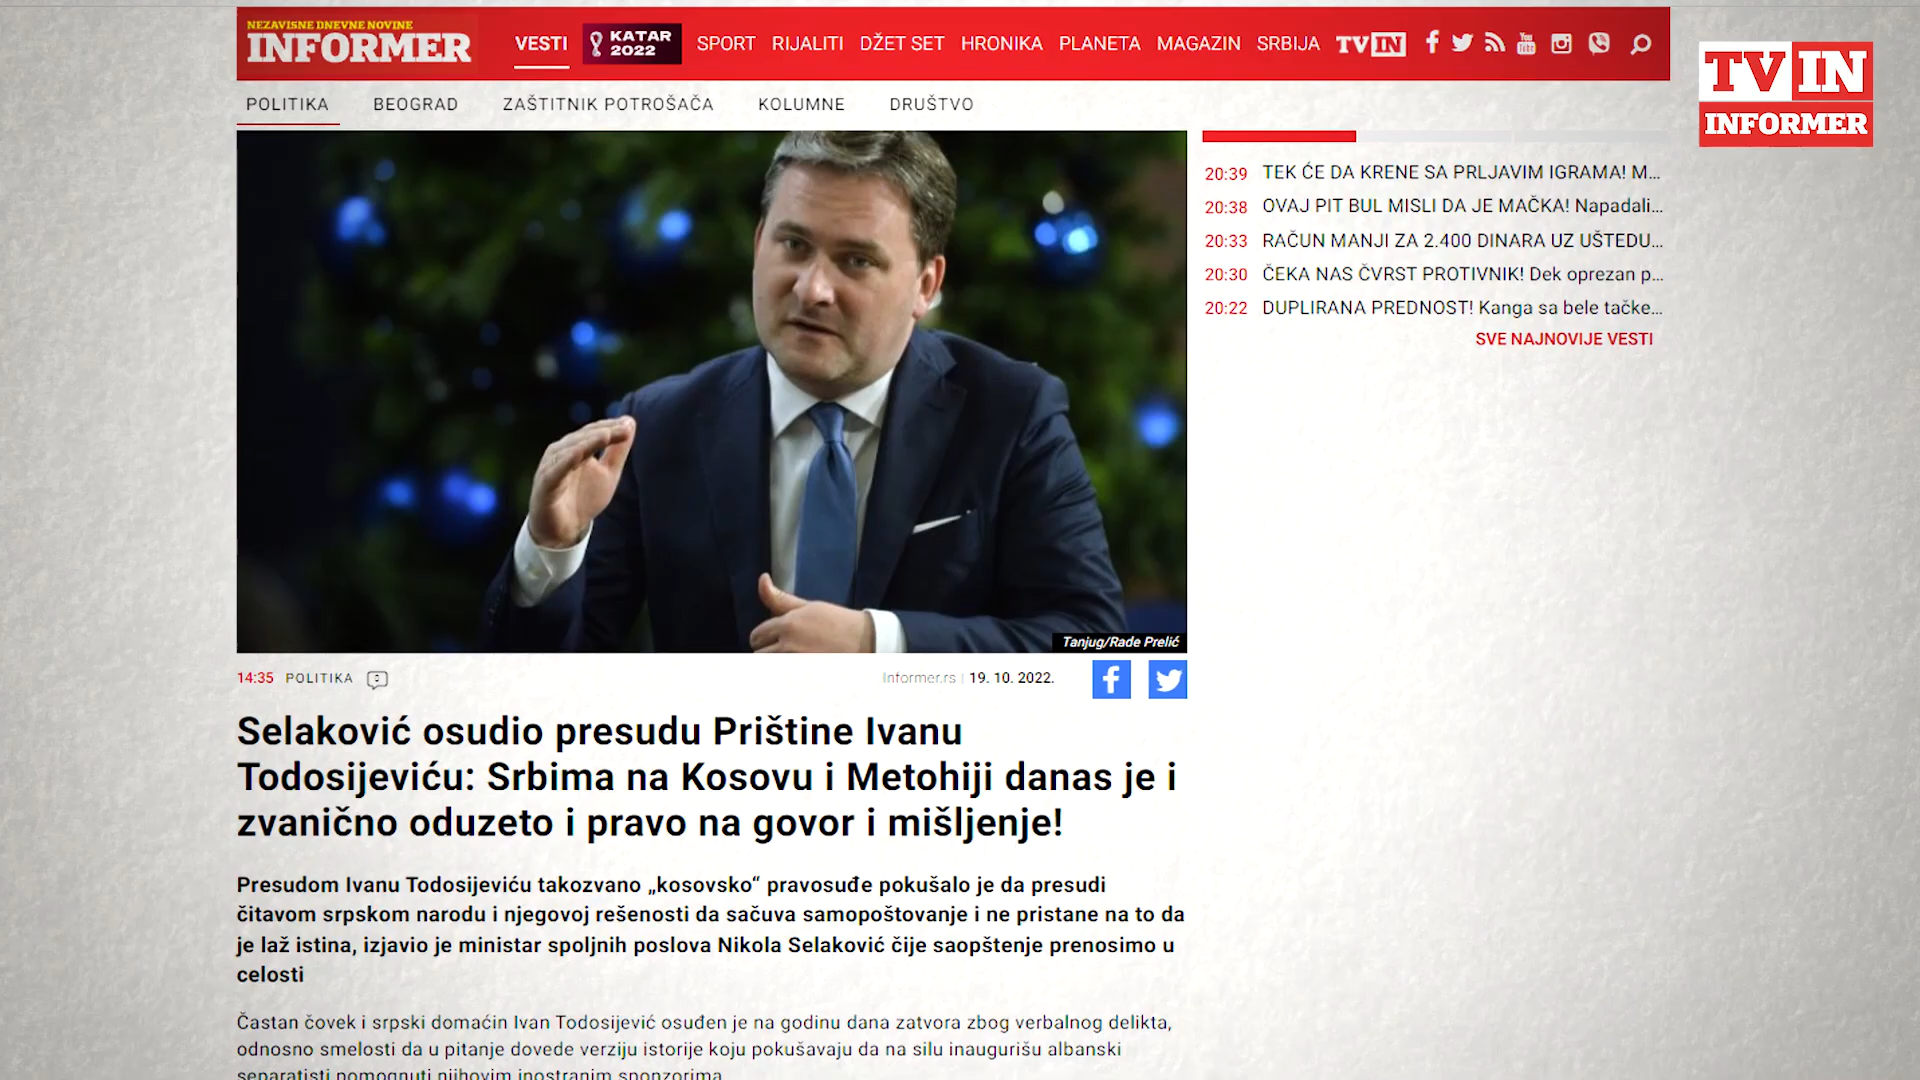 NEZAVISNE DNEVNE NOVINE
INFORMER
VESTI
KATAR
2022
SPORT
RIJALITI
DŽET SET
HRONIKA
PLANETA
MAGAZIN
SRBIJA
TV IN
You
Tube
TV IN
INFORMER
POLITIKA
BEOGRAD
ZAŠTITNIK POTROŠAČA
KOLUMNE
DRUŠTVO
20:39 TEK ĆE DA KRENE SA PRLJAVIM IGRAMA! M...
20:38 OVAJ PIT BUL MISLI DA JE MAČKA! Napadali...
20:33 RAČUN MANJI ZA 2.400 DINARA UZ UŠTEDU...
20:30 ČEKA NAS ČVRST PROTIVNIK! Dek oprezan p...
20:22 DUPLIRANA PREDNOST! Kanga sa bele tačke...
SVE NAJNOVIJE VESTI
Tanjug/Rade Prelić
14:35 POLITIKA
Informer.rs | 19. 10. 2022.
Selaković osudio presudu Prištine Ivanu
Todosijeviću: Srbima na Kosovu i Metohiji danas je i
zvanično oduzeto i pravo na govor i mišljenje!
Presudom Ivanu Todosijeviću takozvano „kosovsko“ pravosuđe pokušalo je da presudi
čitavom srpskom narodu i njegovoj rešenosti da sačuva samopoštovanje i ne pristane na to da
je laž istina, izjavio je ministar spoljnih poslova Nikola Selaković čije saopštenje prenosimo u
celosti
Častan čovek i srpski domaćin Ivan Todosijević osuđen je na godinu dana zatvora zbog verbalnog delikta,
odnosno smelosti da u pitanje dovede verziju istorije koju pokušavaju da na silu inaugurišu albanski
separatisti pomognuti njihovim inostranim sponzorima.